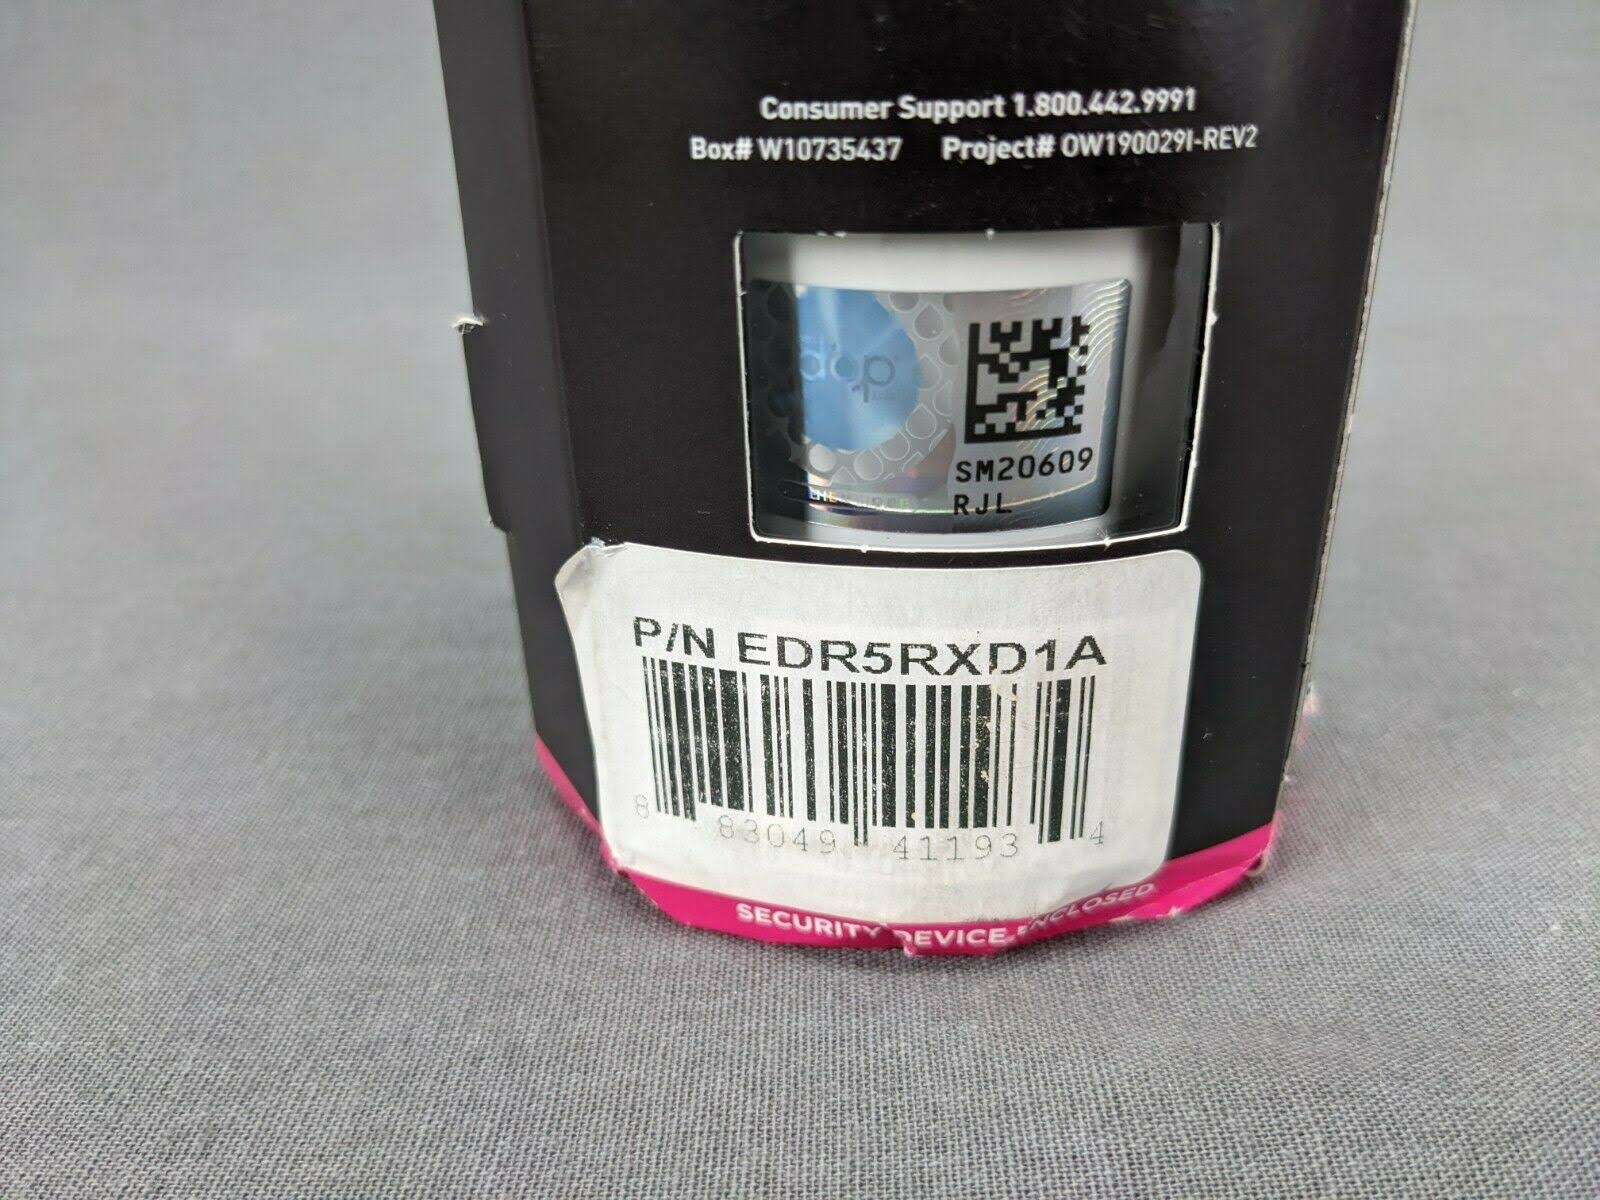 Consumer Support 1.800.442.9991
Box# W10735437 Project# OW190029I-REV2
drop
SM20609
RJL
P/N EDR5RXD1A
8 83049 41193 4
SECURITY DEVICE ENCLOSED